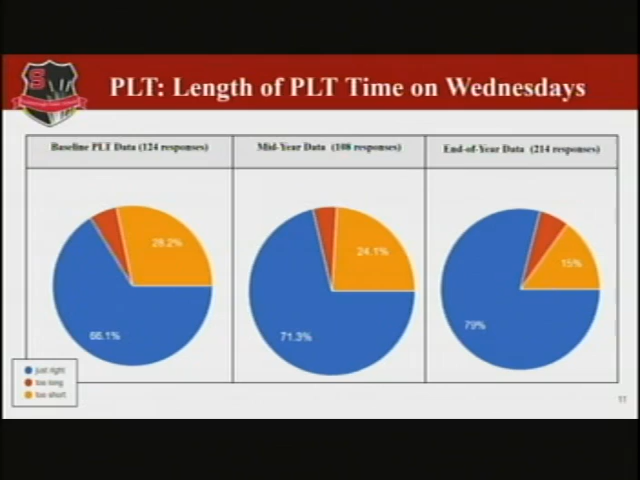 S
PLT: Length of PLT Time on Wednesdays
Baseline PLT Data (124 responses)
Mid-Year Data (108 responses)
End-of-Year Data (214 responses)
28.2%
66.1%
24.1%
71.3%
15%
79%
just right
too long
too short
11